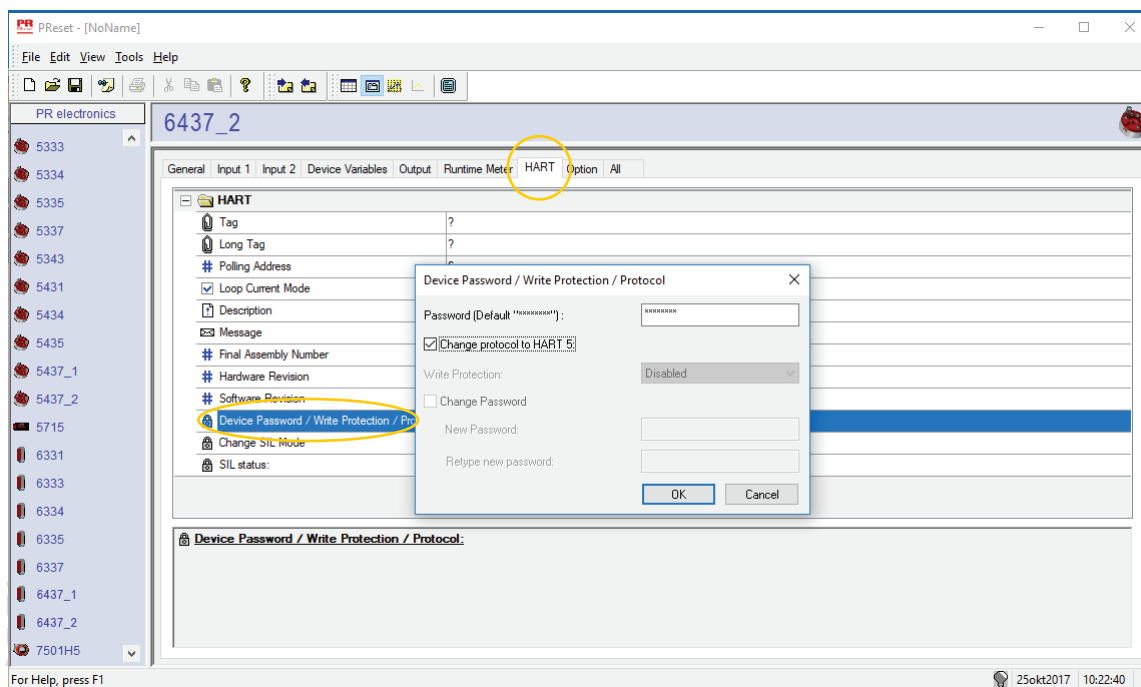 PR PReset - [NoName]
File Edit View Tools Help
PR electronics
6437_2
5333
5334
5335
5337
5343
5431
5434
5435
5437_1
5437_2
5715
6331
6333
6334
6335
6337
6437_1
6437_2
7501H5
General Input 1 Input 2 Device Variables Output Runtime Meter HART Option All
HART
Tag ?
Long Tag ?
Polling Address
Loop Current Mode
Description
Message
Final Assembly Number
Hardware Revision
Software Revision
Device Password / Write Protection / Pro
Change SIL Mode
SIL status:
Device Password / Write Protection / Protocol
Password (Default "********") : ********
Change protocol to HART 5:
Write Protection: Disabled
Change Password
New Password:
Retype new password:
OK Cancel
Device Password / Write Protection / Protocol:
For Help, press F1
25okt2017 10:22:40